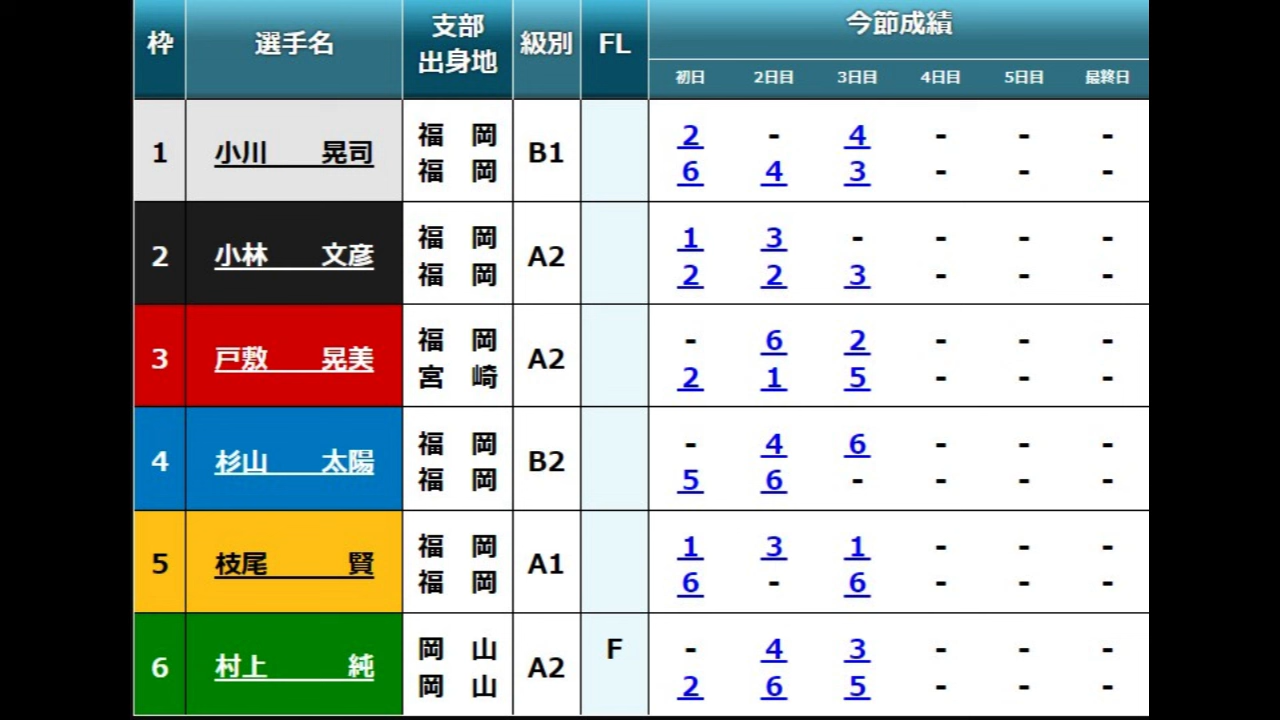 枠 選手名 支部 出身地 級別 FL 今節成績
初日 2日目 3日目 4日目 5日目 最終日
1 小川 晃司 福岡 福岡 B1
2 - 4 - - -
6 4 3 - - -
2 小林 文彦 福岡 福岡 A2
1 3 - - - -
2 2 3 - - -
3 戸敷 晃美 福岡 宮崎 A2
- 6 2 - - -
2 1 5 - - -
4 杉山 太陽 福岡 福岡 B2
- 4 6 - - -
5 6 - - - -
5 枝尾 賢 福岡 福岡 A1
1 3 1 - - -
6 - 6 - - -
6 村上 純 岡山 岡山 A2 F
- 4 3 - - -
2 6 5 - - -